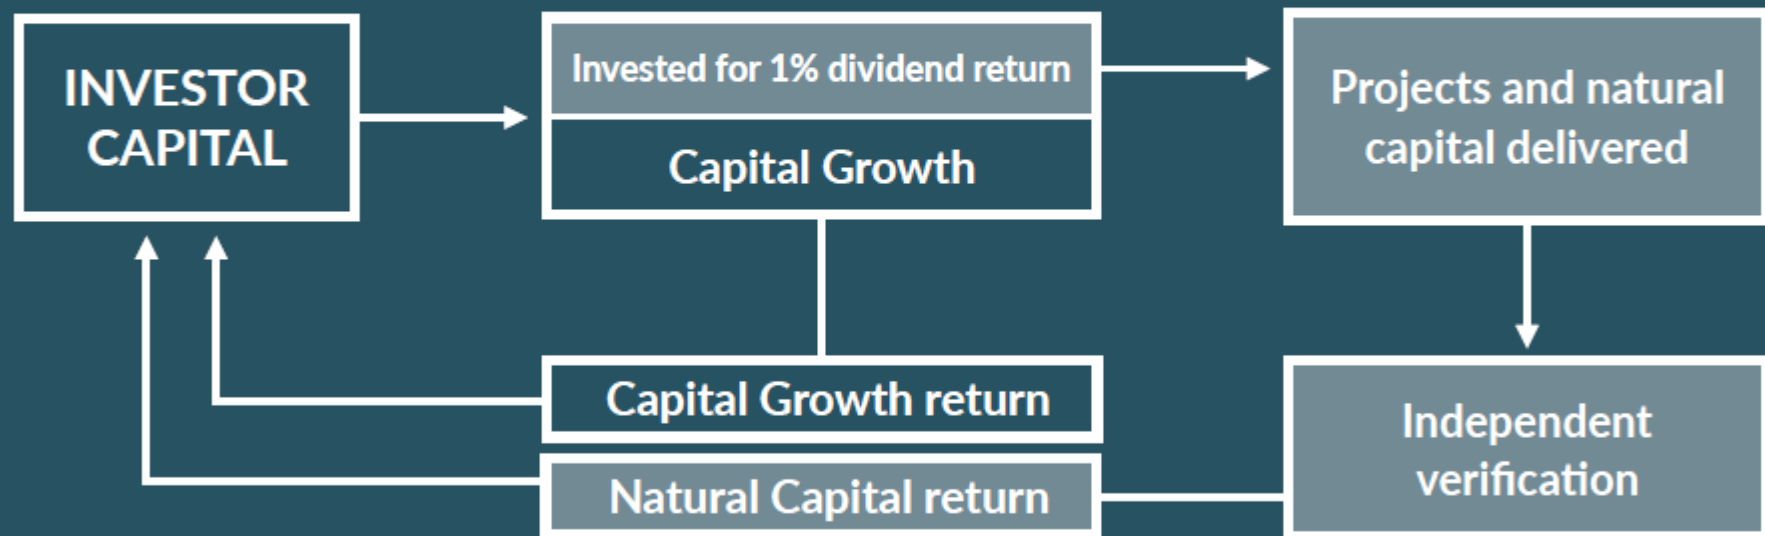 INVESTOR
CAPITAL
Invested for 1% dividend return
Capital Growth
Projects and natural
capital delivered
Capital Growth return
Natural Capital return
Independent
verification